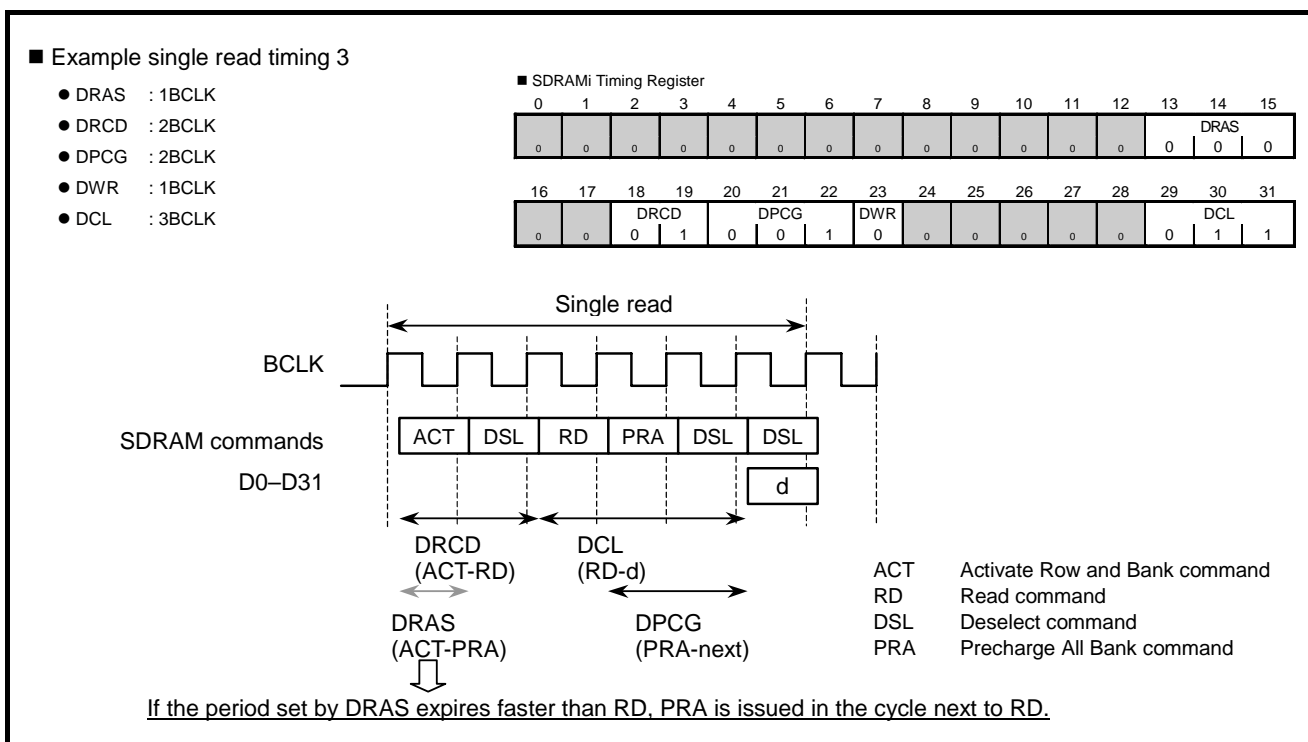 ■ Example single read timing 3
● DRAS : 1BCLK
● DRCD : 2BCLK
● DPCG : 2BCLK
● DWR : 1BCLK
● DCL : 3BCLK
■ SDRAMi Timing Register
0 1 2 3 4 5 6 7 8 9 10 11 12 13 14 15
DRAS
0 0 0 0 0 0 0 0 0 0 0 0 0 0 0 0
16 17 18 19 20 21 22 23 24 25 26 27 28 29 30 31
DRCD DPCG DWR DCL
0 0 0 1 0 0 1 0 0 0 0 0 0 0 1 1
Single read
BCLK
SDRAM commands ACT DSL RD PRA DSL DSL
D0–D31 d
DRCD DCL
(ACT-RD) (RD-d)
DRAS DPCG
(ACT-PRA) (PRA-next)
ACT Activate Row and Bank command
RD Read command
DSL Deselect command
PRA Precharge All Bank command
If the period set by DRAS expires faster than RD, PRA is issued in the cycle next to RD.